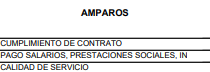 AMPAROS
CUMPLIMIENTO DE CONTRATO
PAGO SALARIOS, PRESTACIONES SOCIALES, IN
CALIDAD DE SERVICIO